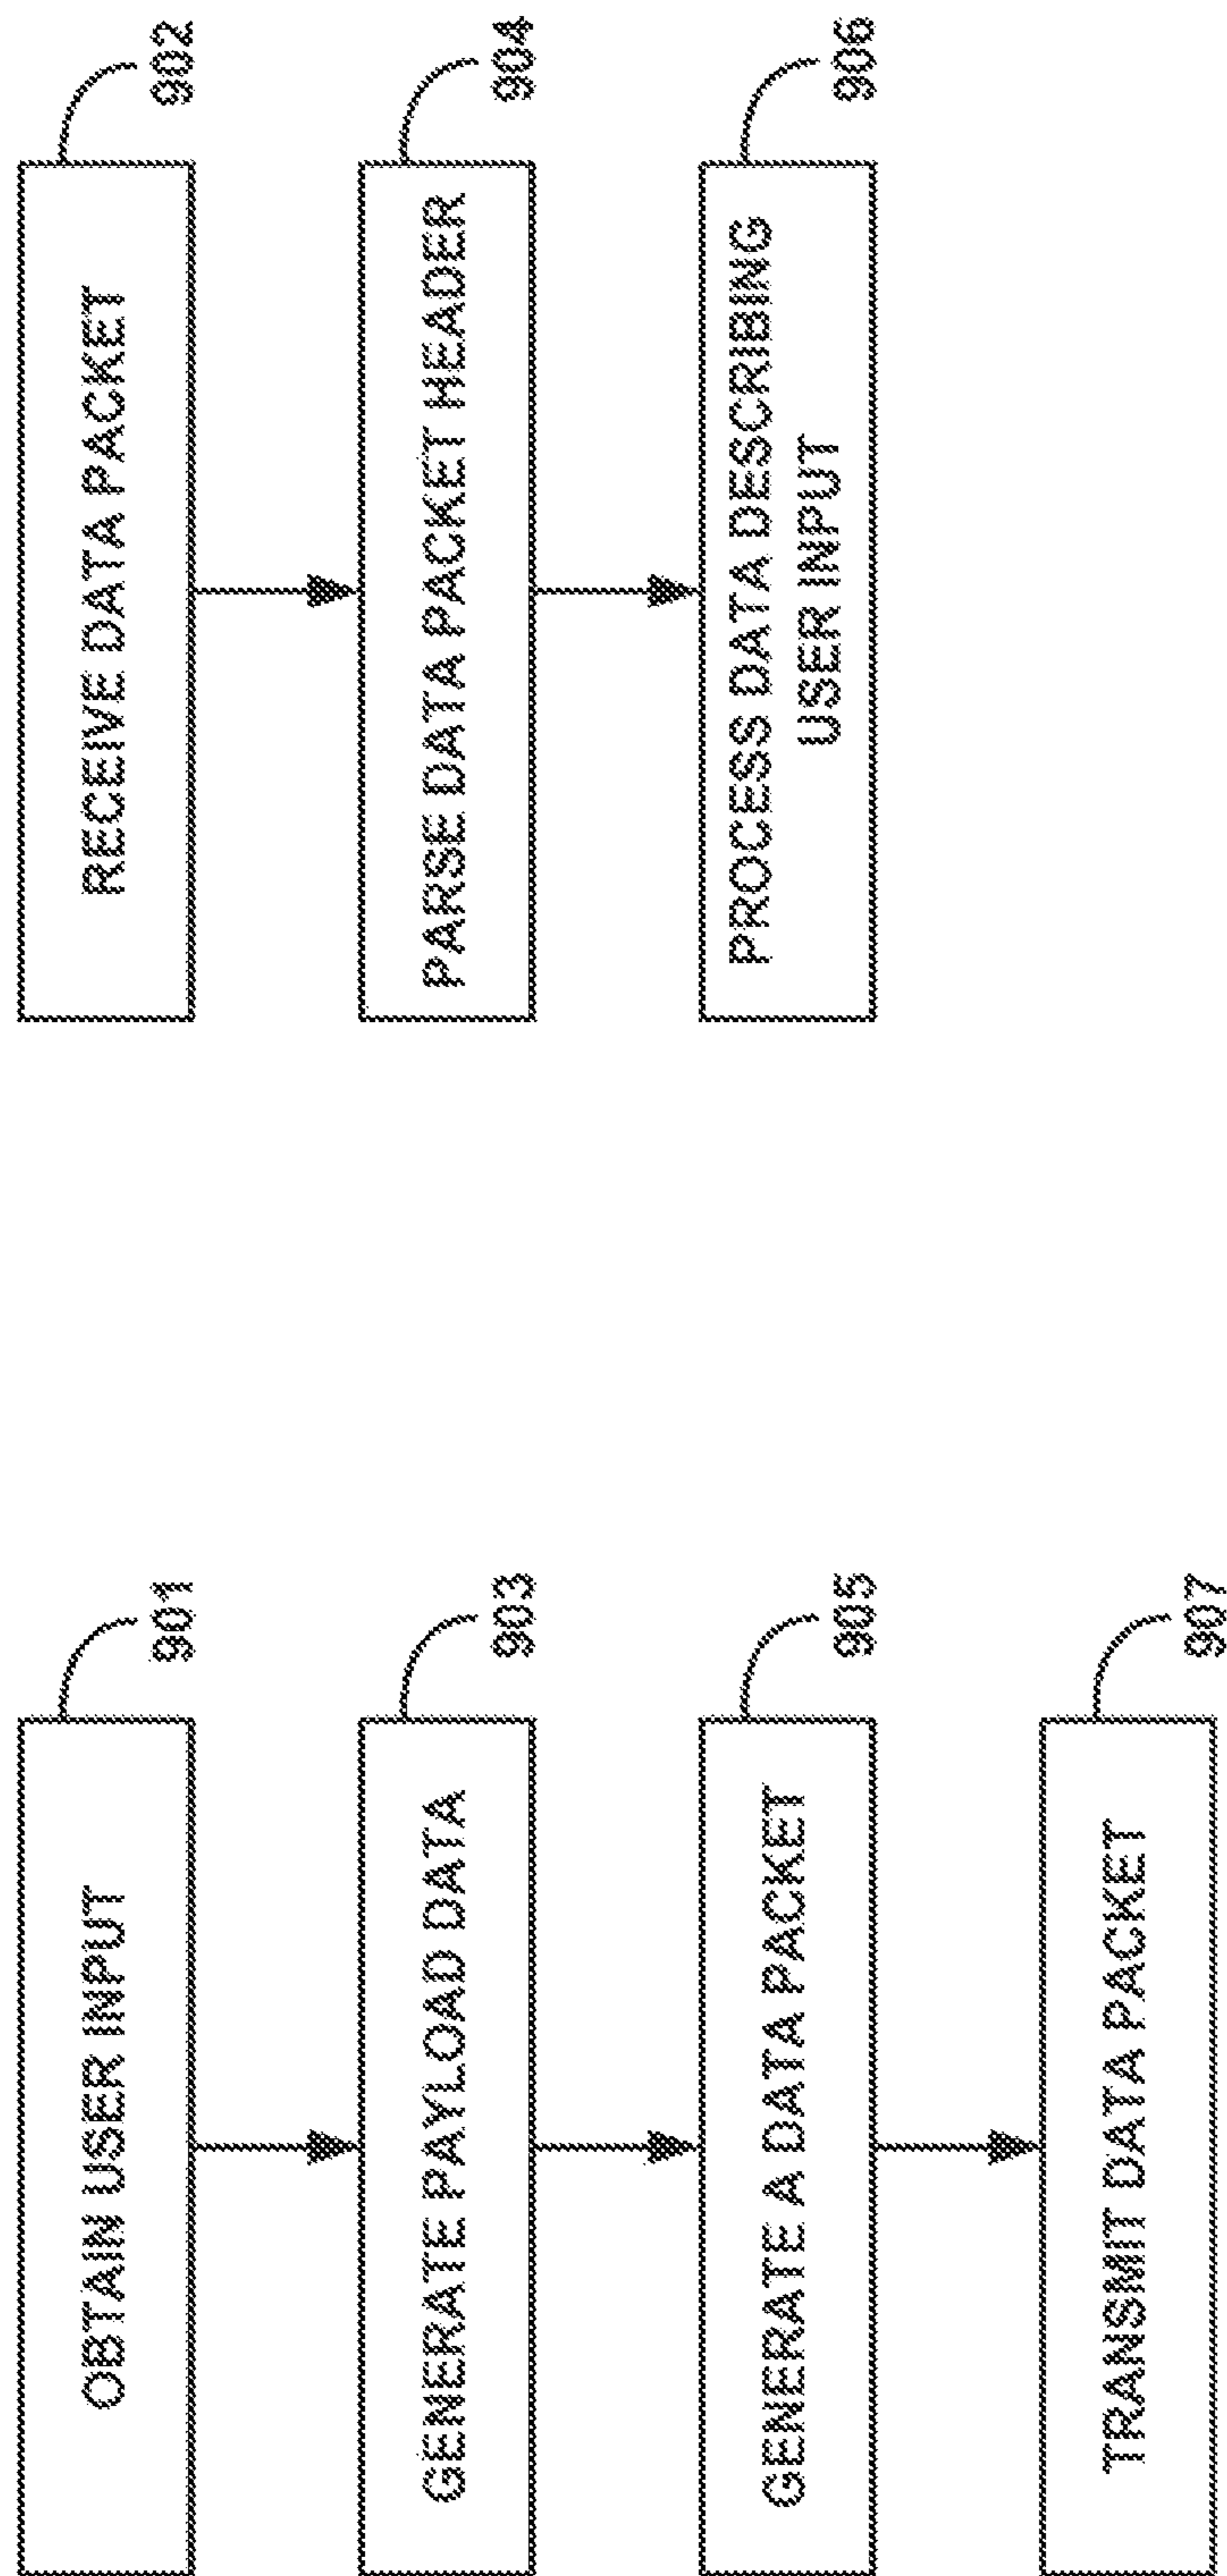 OBTAIN USER INPUT
901
GENERATE PAYLOAD DATA
903
GENERATE A DATA PACKET
905
TRANSMIT DATA PACKET
907
RECEIVE DATA PACKET
902
PARSE DATA PACKET HEADER
904
PROCESS DATA DESCRIBING
USER INPUT
906